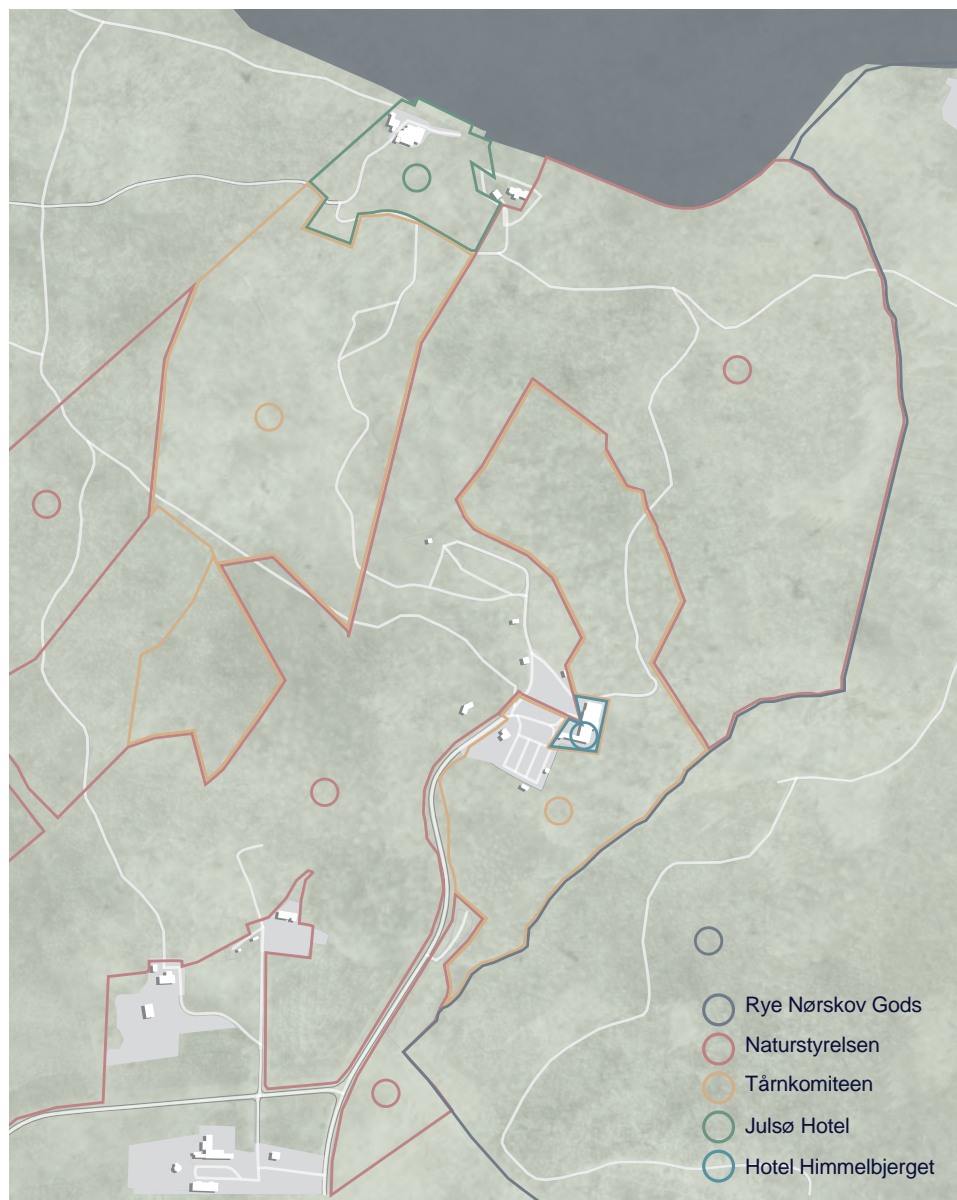 Rye Nørskov Gods
Naturstyrelsen
Tårnkomiteen
Julsø Hotel
Hotel Himmelbjerget